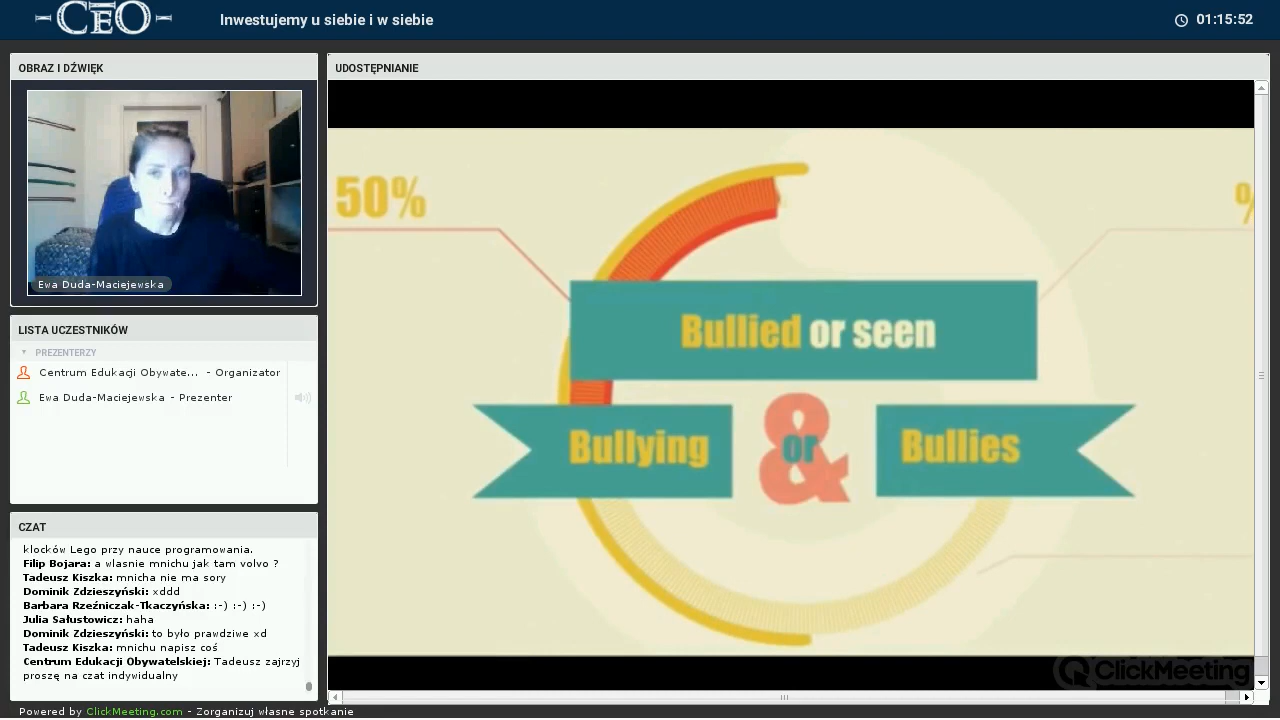 CEO
Inwestujemy u siebie i w siebie
01:15:52
OBRAZ I DŹWIĘK
Ewa Duda-Maciejewska
LISTA UCZESTNIKÓW
PREZENTERZY
Centrum Edukacji Obywate... - Organizator
Ewa Duda-Maciejewska - Prezenter
CZAT
klocków Lego przy nauce programowania.
Filip Bojara: a wlasnie mnichu jak tam volvo ?
Tadeusz Kiszka: mnicha nie ma sory
Dominik Zdzieszyński: xddd
Barbara Rzeźniczak-Tkaczyńska: :-) :-) :-)
Julia Sałustowicz: haha
Dominik Zdzieszyński: to było prawdziwe xd
Tadeusz Kiszka: mnichu napisz coś
Centrum Edukacji Obywatelskiej: Tadeusz zajrzyj
proszę na czat indywidualny
UDOSTĘPNIANIE
50%
%
Bullied or seen
Bullying & or Bullies
ClickMeeting
Powered by ClickMeeting.com - Zorganizuj własne spotkanie